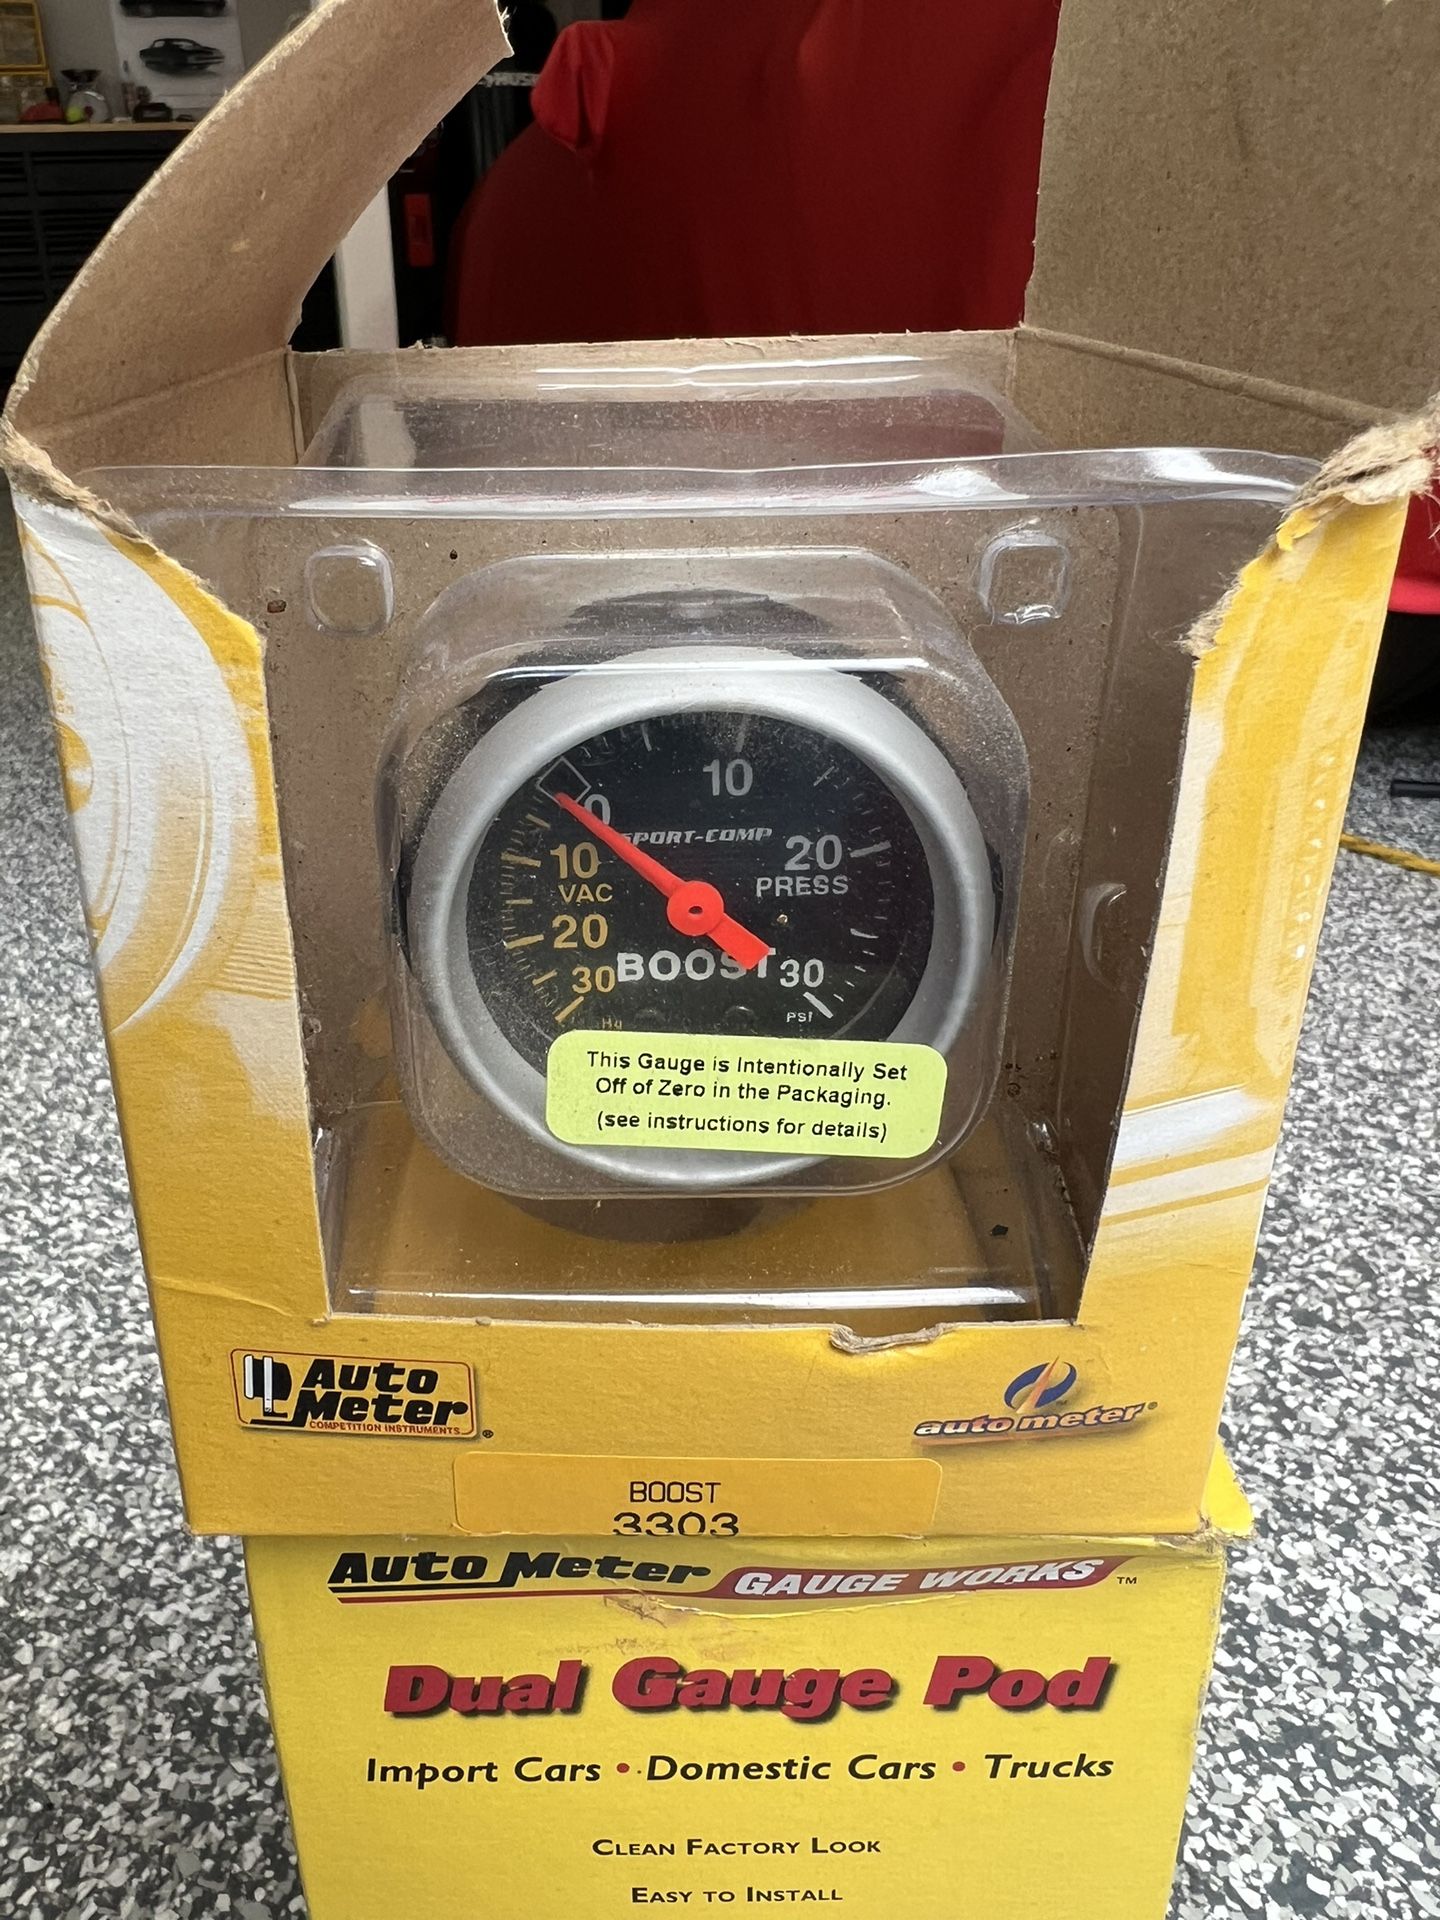 10
0
SPORT-COMP
10
VAC
20
PRESS
20
BOOST
30
30
PSI
This Gauge is Intentionally Set
Off of Zero in the Packaging.
(see instructions for details)
Auto
Meter
COMPETITION INSTRUMENTS
®
auto meter®
BOOST
3303
Auto Meter GAUGE WORKS™
Dual Gauge Pod
Import Cars • Domestic Cars • Trucks
CLEAN FACTORY LOOK
EASY TO INSTALL